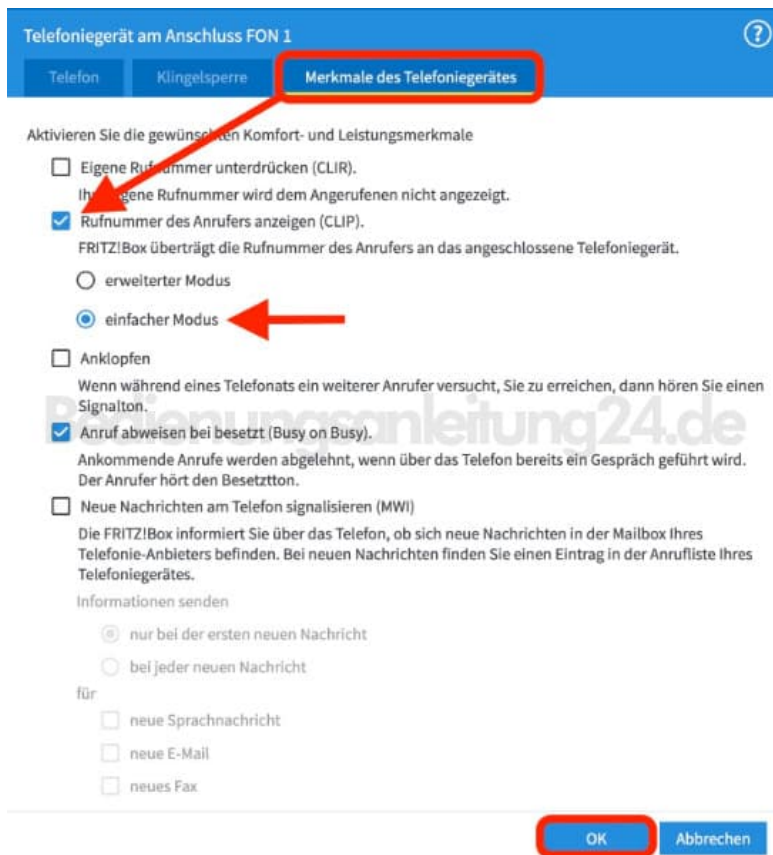 Telefoniegerät am Anschluss FON 1
?
Telefon
Klingelsperre
Merkmale des Telefoniegerätes
Aktivieren Sie die gewünschten Komfort- und Leistungsmerkmale
Eigene Rufnummer unterdrücken (CLIR).
Ihre eigene Rufnummer wird dem Angerufenen nicht angezeigt.
Rufnummer des Anrufers anzeigen (CLIP).
FRITZ!Box überträgt die Rufnummer des Anrufers an das angeschlossene Telefoniegerät.
erweiterter Modus
einfacher Modus
Anklopfen
Wenn während eines Telefonats ein weiterer Anrufer versucht, Sie zu erreichen, dann hören Sie einen
Signalton.
Bedienungsanleitung24.de
Anruf abweisen bei besetzt (Busy on Busy).
Ankommende Anrufe werden abgelehnt, wenn über das Telefon bereits ein Gespräch geführt wird.
Der Anrufer hört den Besetztton.
Neue Nachrichten am Telefon signalisieren (MWI)
Die FRITZ!Box informiert Sie über das Telefon, ob sich neue Nachrichten in der Mailbox Ihres
Telefonie-Anbieters befinden. Bei neuen Nachrichten finden Sie einen Eintrag in der Anrufliste Ihres
Telefoniegerätes.
Informationen senden
nur bei der ersten neuen Nachricht
bei jeder neuen Nachricht
für
neue Sprachnachricht
neue E-Mail
neues Fax
OK
Abbrechen